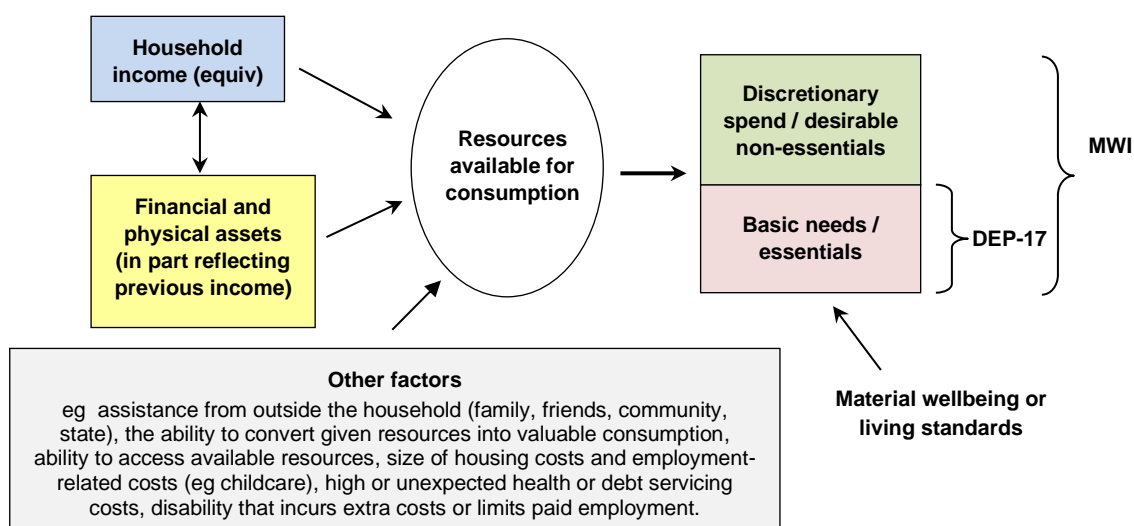 Household
income (equiv)
Financial and
physical assets
(in part reflecting
previous income)
Resources
available for
consumption
Discretionary
spend / desirable
non-essentials
Basic needs /
essentials
DEP-17
MWI
Other factors
eg assistance from outside the household (family, friends, community,
state), the ability to convert given resources into valuable consumption,
ability to access available resources, size of housing costs and employment-
related costs (eg childcare), high or unexpected health or debt servicing
costs, disability that incurs extra costs or limits paid employment.
Material wellbeing or
living standards